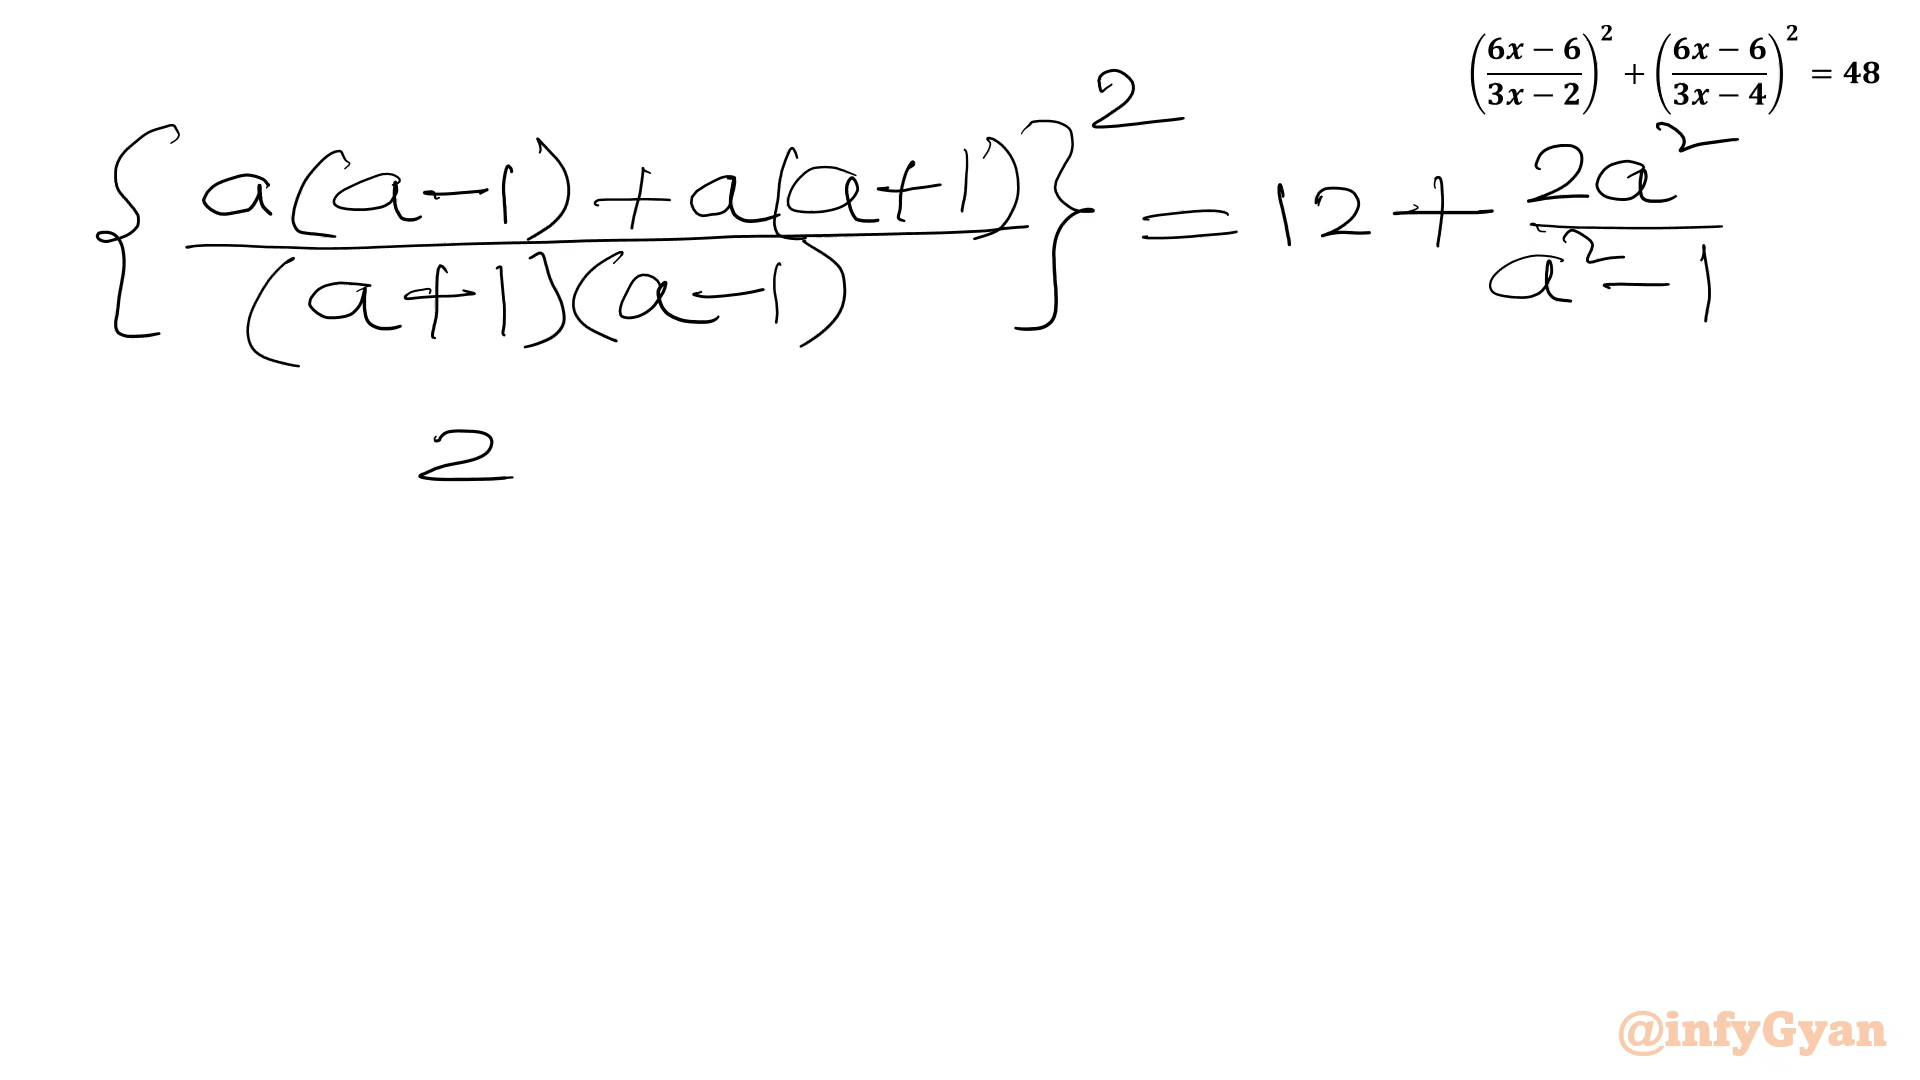 ((6x − 6)/(3x − 2))² + ((6x − 6)/(3x − 4))² = 48
{(a(a−1)+a(a+1))/((a+1)(a−1))}² = 12 + 2a²/(a²−1)
2
@infyGyan